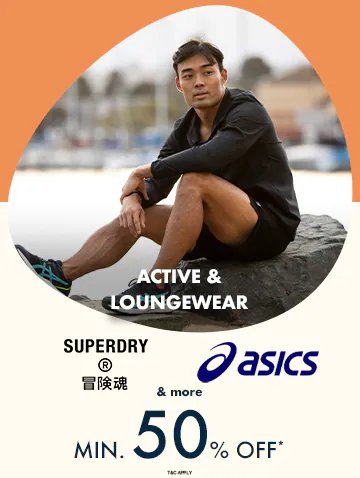 ACTIVE &
LOUNGEWEAR
SUPERDRY
®
冒険魂
asics
& more
MIN. 50% OFF*
T&C APPLY